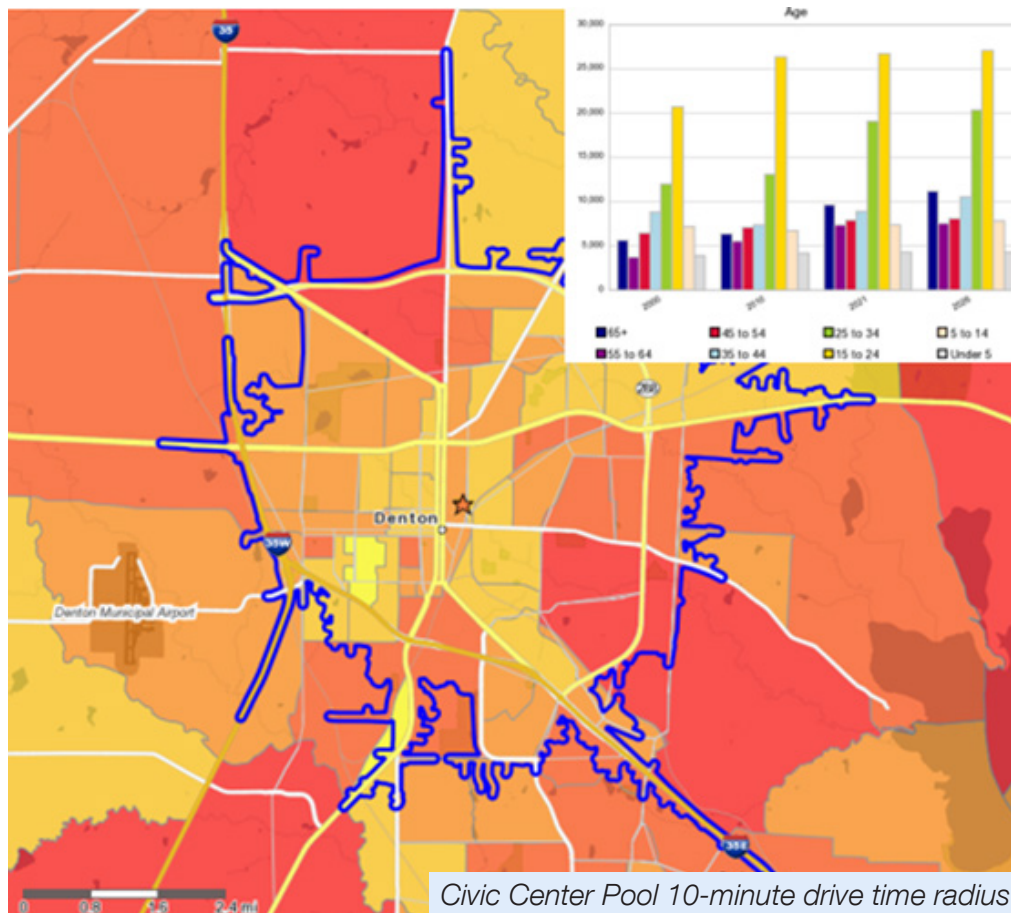 Age
30,000
25,000
20,000
15,000
10,000
5,000
0
2000
2010
2021
2026
65+
45 to 54
25 to 34
5 to 14
55 to 64
35 to 44
15 to 24
Under 5
35
288
Denton
35W
Denton Municipal Airport
35E
0 0.8 1.6 2.4 mi
Civic Center Pool 10-minute drive time radius